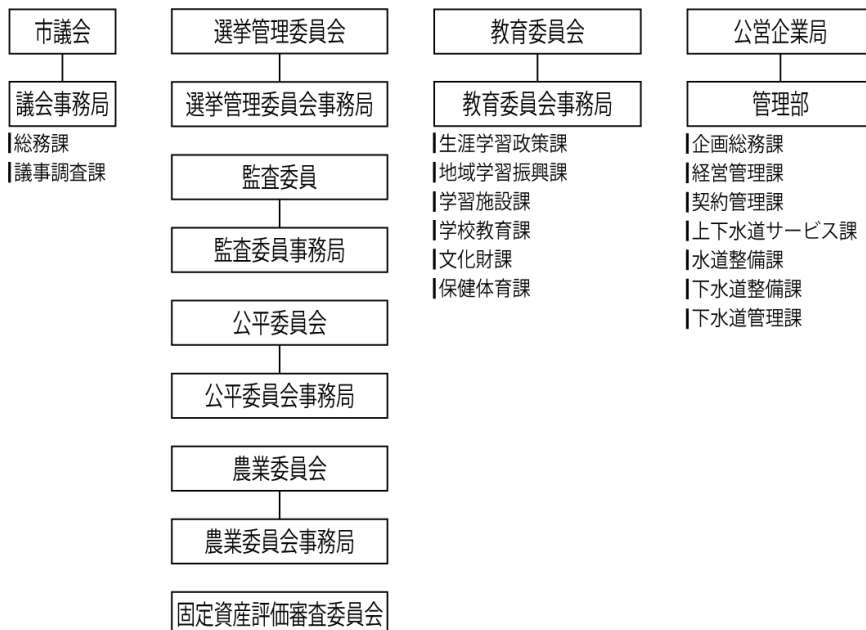 市議会
議会事務局
総務課
議事調査課
選挙管理委員会
選挙管理委員会事務局
監査委員
監査委員事務局
公平委員会
公平委員会事務局
農業委員会
農業委員会事務局
固定資産評価審査委員会
教育委員会
教育委員会事務局
生涯学習政策課
地域学習振興課
学習施設課
学校教育課
文化財課
保健体育課
公営企業局
管理部
企画総務課
経営管理課
契約管理課
上下水道サービス課
水道整備課
下水道整備課
下水道管理課